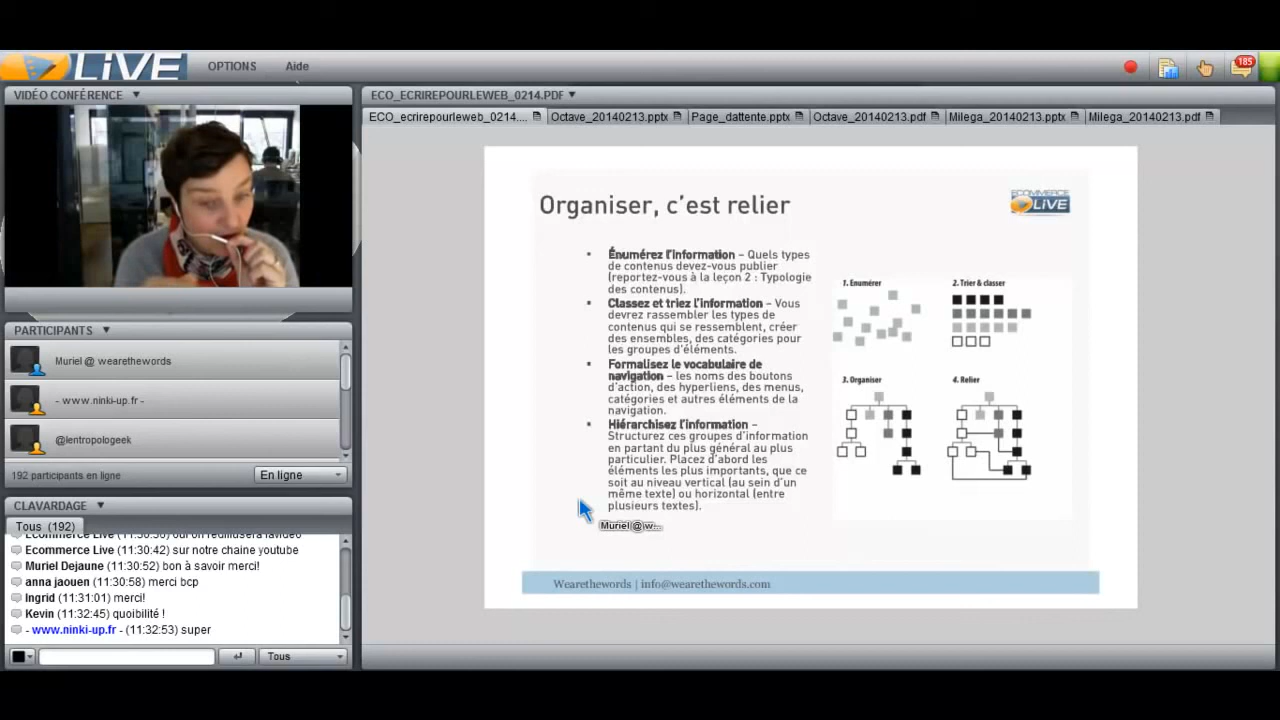 LiVE
OPTIONS
Aide
185
VIDÉO CONFÉRENCE
ECO_ECRIREPOURLEWEB_0214.PDF
ECO_ecrirepourleweb_0214....
Octave_20140213.pptx
Page_dattente.pptx
Octave_20140213.pdf
Milega_20140213.pptx
Milega_20140213.pdf
PARTICIPANTS
Muriel @ wearethewords
- www.ninki-up.fr -
@lentropologeek
192 participants en ligne
En ligne
CLAVARDAGE
Tous (192)
Ecommerce Live (11:30:42) sur notre chaine youtube
Muriel Dejaune (11:30:52) bon à savoir merci!
anna jaouen (11:30:58) merci bcp
Ingrid (11:31:01) merci!
Kevin (11:32:45) quoibilité !
- www.ninki-up.fr - (11:32:53) super
Tous
Organiser, c'est relier
ECOMMERCE
LIVE
Énumérez l'information – Quels types
de contenus devez-vous publier
(reportez-vous à la leçon 2 : Typologie
des contenus).
Classez et triez l'information – Vous
devrez rassembler les types de
contenus qui se ressemblent, créer
des ensembles, des catégories pour
les groupes d'éléments.
Formalisez le vocabulaire de
navigation – les noms des boutons
d'action, des hyperliens, des menus,
catégories et autres éléments de la
navigation.
Hiérarchisez l'information –
Structurez ces groupes d'information
en partant du plus général au plus
particulier. Placez d'abord les
éléments les plus importants, que ce
soit au niveau vertical (au sein d'un
même texte) ou horizontal (entre
plusieurs textes).
1. Enumérer
2. Trier & classer
3. Organiser
4. Relier
Muriel @ w...
Wearethewords | info@wearethewords.com